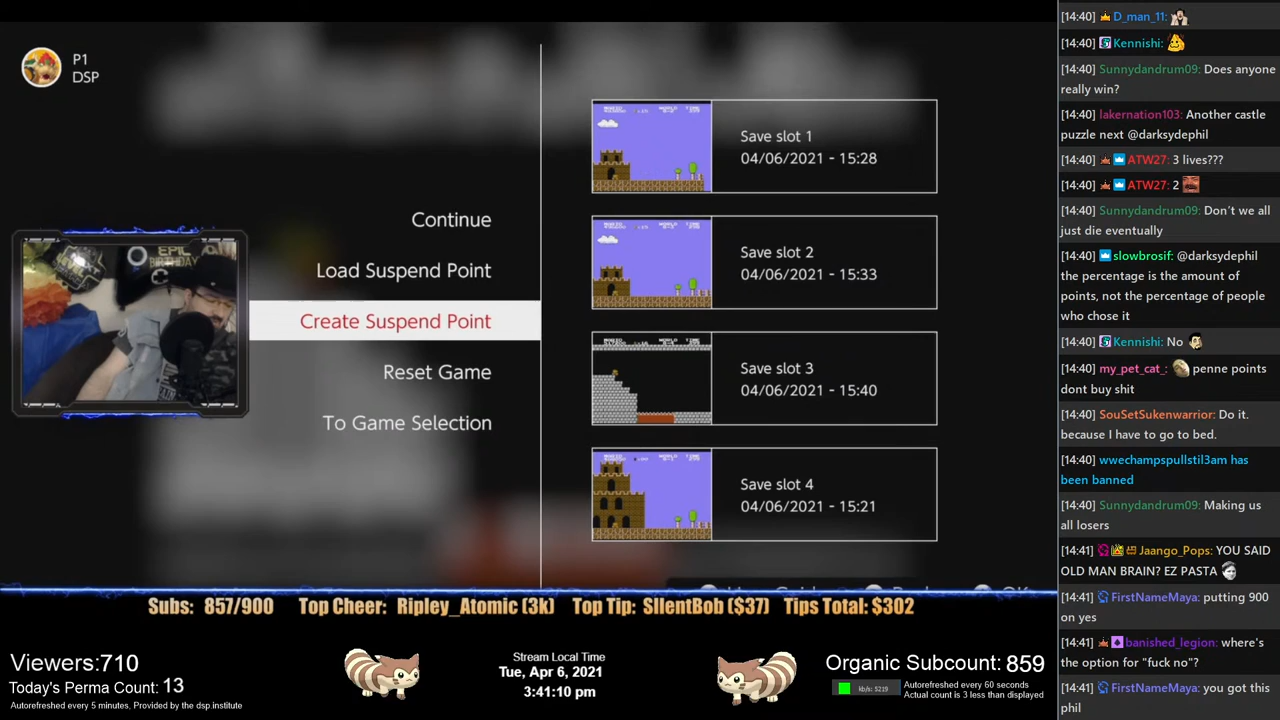 P1
DSP
Continue
Load Suspend Point
Create Suspend Point
Reset Game
To Game Selection
Save slot 1
04/06/2021 - 15:28
Save slot 2
04/06/2021 - 15:33
Save slot 3
04/06/2021 - 15:40
Save slot 4
04/06/2021 - 15:21
EPIC
BIRTHDAY
Subs: 857/900 Top Cheer: Ripley_Atomic (3k) Top Tip: SIlentBob ($37) Tips Total: $302
Viewers:710
Today's Perma Count: 13
Autorefreshed every 5 minutes. Provided by the dsp institute
Stream Local Time
Tue, Apr 6, 2021
3:41:10 pm
Organic Subcount: 859
kb/s: 5219
Autorefreshed every 60 seconds
Actual count is 3 less than displayed
[14:40] D_man_11:
[14:40] Kennishi:
[14:40] Sunnydandrum09: Does anyone
really win?
[14:40] lakernation103: Another castle
puzzle next @darksydephil
[14:40] ATW27: 3 lives???
[14:40] ATW27: 2
[14:40] Sunnydandrum09: Don't we all
just die eventually
[14:40] slowbrosif: @darksydephil
the percentage is the amount of
points, not the percentage of people
who chose it
[14:40] Kennishi: No
[14:40] my_pet_cat_: penne points
dont buy shit
[14:40] SouSetSukenwarrior: Do it.
because I have to go to bed.
[14:40] wwechampspullstil3am has
been banned
[14:40] Sunnydandrum09: Making us
all losers
[14:41] Jaango_Pops: YOU SAID
OLD MAN BRAIN? EZ PASTA
[14:41] FirstNameMaya: putting 900
on yes
[14:41] banished_legion: where's
the option for "fuck no"?
[14:41] FirstNameMaya: you got this
phil